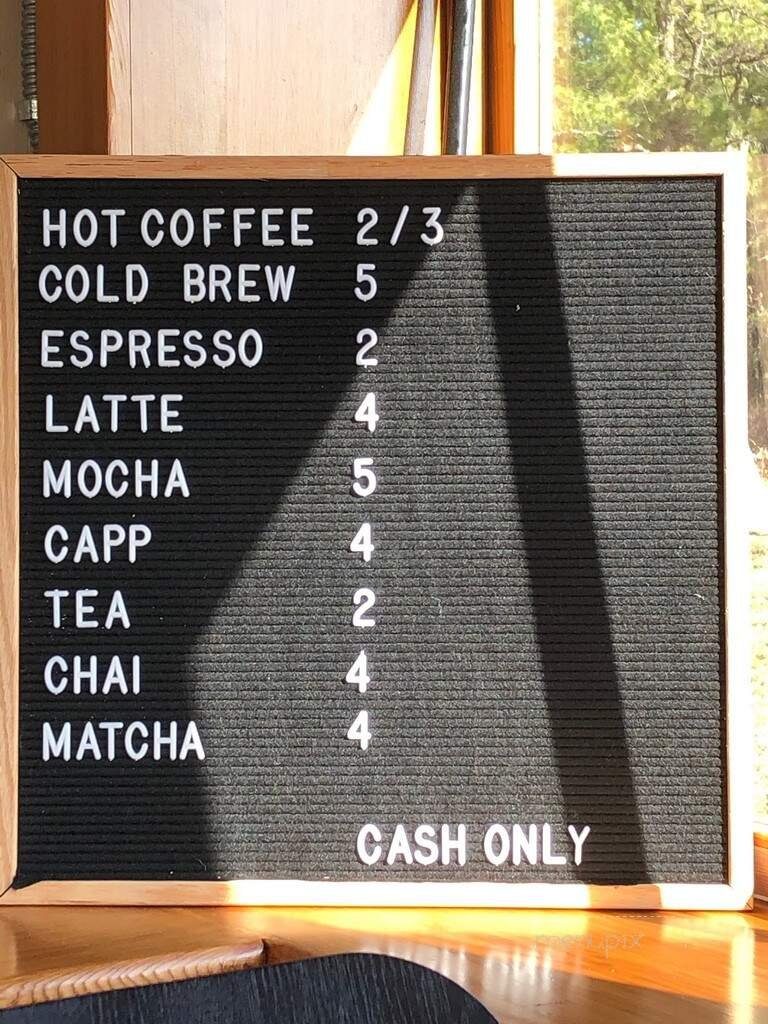 HOT COFFEE 2/3
COLD BREW 5
ESPRESSO 2
LATTE 4
MOCHA 5
CAPP 4
TEA 2
CHAI 4
MATCHA 4
CASH ONLY